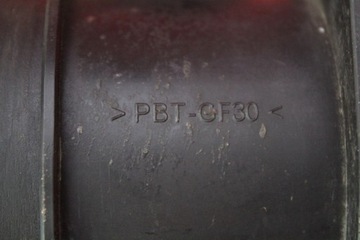 > PBT-GF30 <